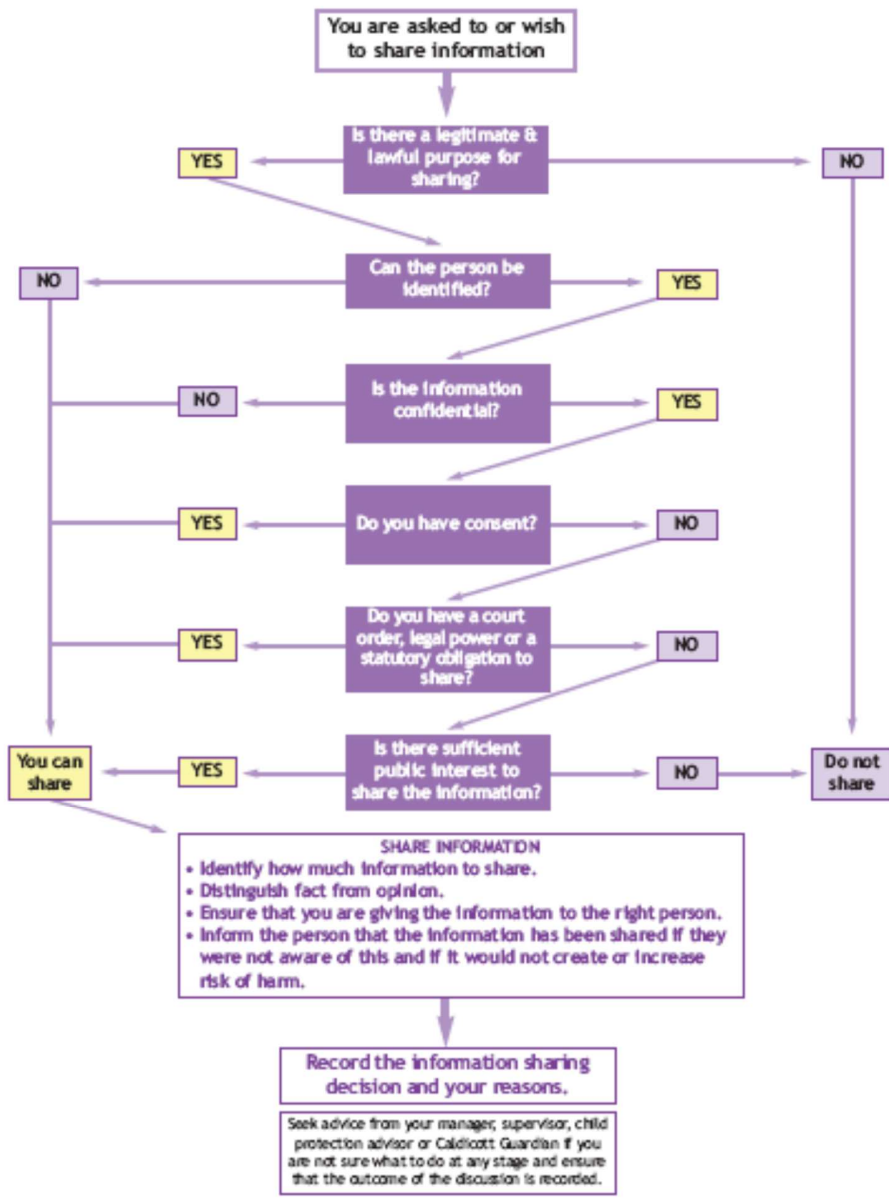 You are asked to or wish
to share information
Is there a legitimate &
lawful purpose for
sharing?
YES
NO
Can the person be
identified?
NO
YES
Is the information
confidential?
NO
YES
Do you have consent?
YES
NO
Do you have a court
order, legal power or a
statutory obligation to
share?
YES
NO
You can
share
YES
Is there sufficient
public interest to
share the information?
NO
Do not
share
SHARE INFORMATION
• Identify how much information to share.
• Distinguish fact from opinion.
• Ensure that you are giving the information to the right person.
• Inform the person that the information has been shared if they
were not aware of this and if it would not create or increase
risk of harm.
Record the information sharing
decision and your reasons.
Seek advice from your manager, supervisor, child
protection advisor or Caldicott Guardian if you
are not sure what to do at any stage and ensure
that the outcome of the discussion is recorded.